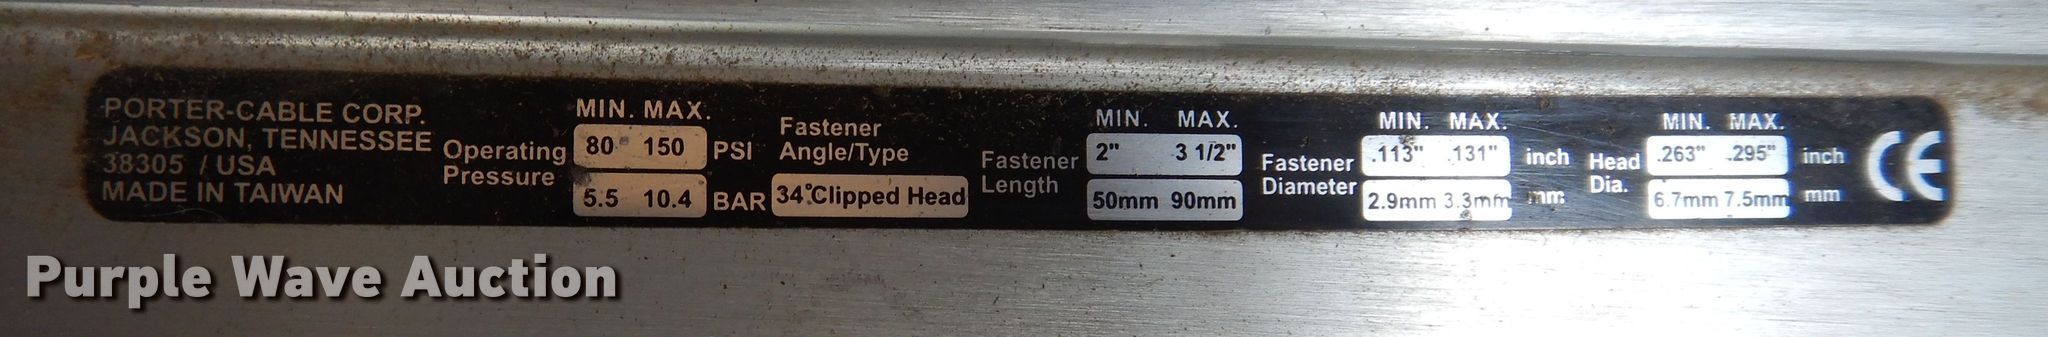 PORTER-CABLE CORP.
JACKSON, TENNESSEE
38305 / USA
MADE IN TAIWAN
Operating
Pressure
MIN. MAX.
80 150 PSI
5.5 10.4 BAR
Fastener
Angle/Type
34° Clipped Head
Fastener
Length
MIN. MAX.
2" 3 1/2"
50mm 90mm
Fastener
Diameter
MIN. MAX.
.113" .131" inch
2.9mm 3.3mm mm
Head
Dia.
MIN. MAX.
.263" .295" inch
6.7mm 7.5mm mm
CE
Purple Wave Auction